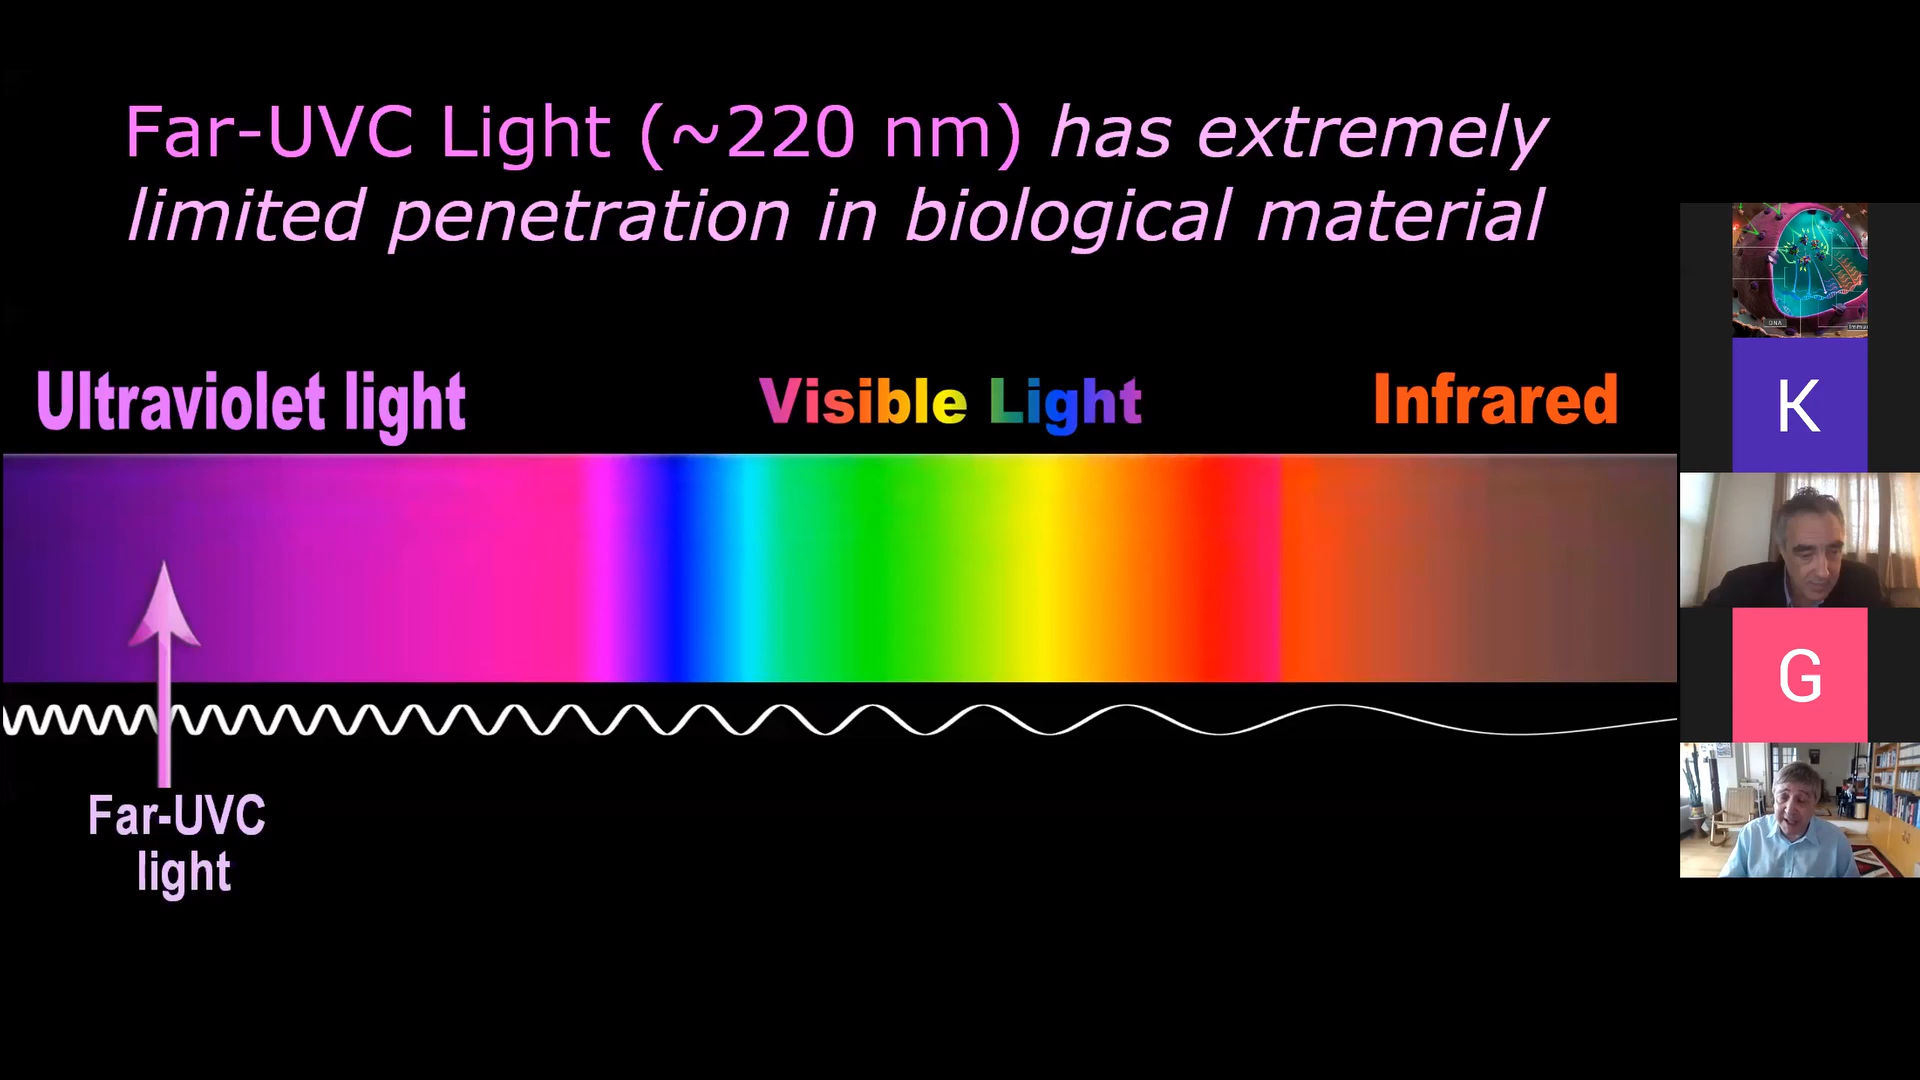 Far-UVC Light (~220 nm) has extremely
limited penetration in biological material
Ultraviolet light
Visible Light
Infrared
Far-UVC
light
DNA
K
G